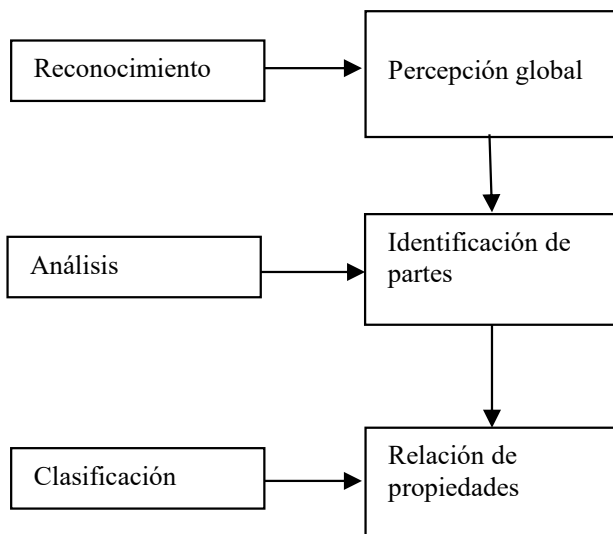 Reconocimiento
Percepción global
Análisis
Identificación de
partes
Clasificación
Relación de
propiedades